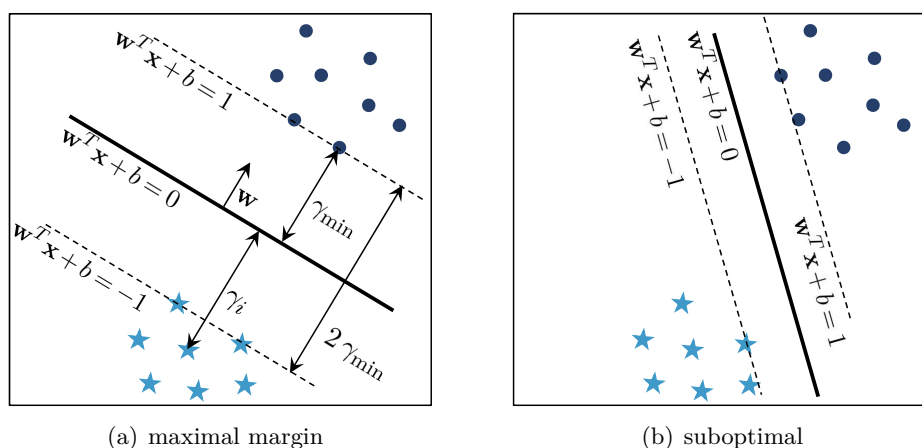 w^T x + b = 1
w^T x + b = 0
w
γ_min
w^T x + b = −1
γ_i
2 γ_min
(a) maximal margin
w^T x + b = −1
w^T x + b = 0
w^T x + b = 1
(b) suboptimal